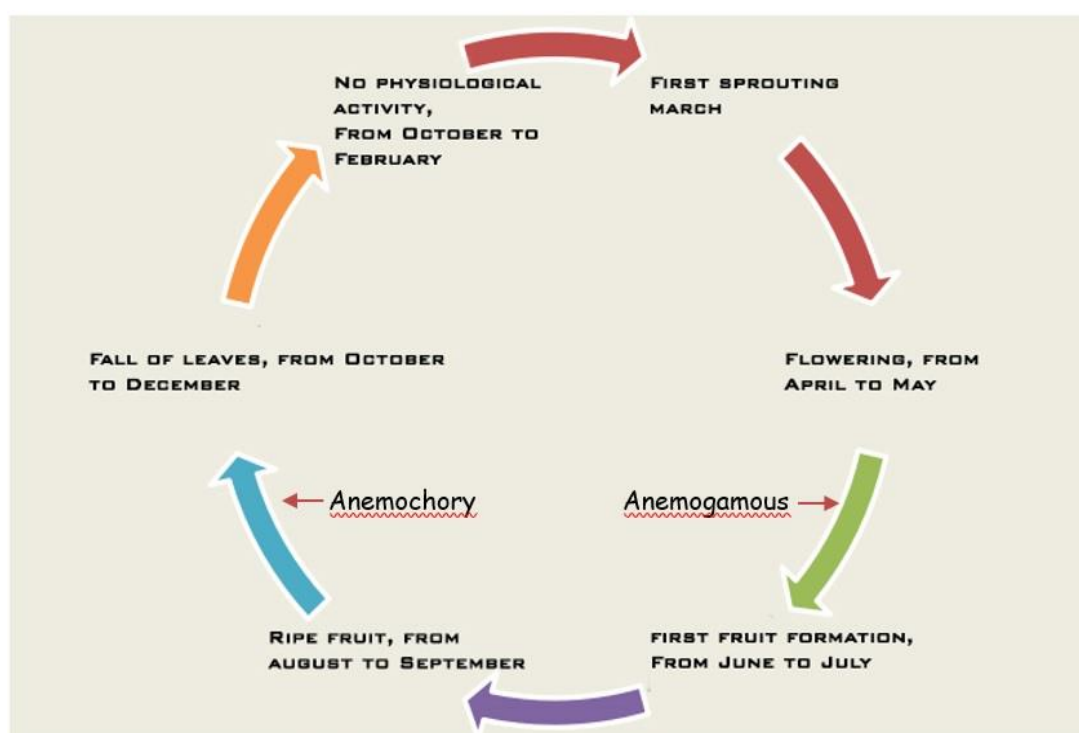 No physiological
activity,
From October to
February
First sprouting
march
Flowering, from
April to May
Anemogamous
first fruit formation,
From June to July
Ripe fruit, from
august to September
Anemochory
Fall of leaves, from October
to December